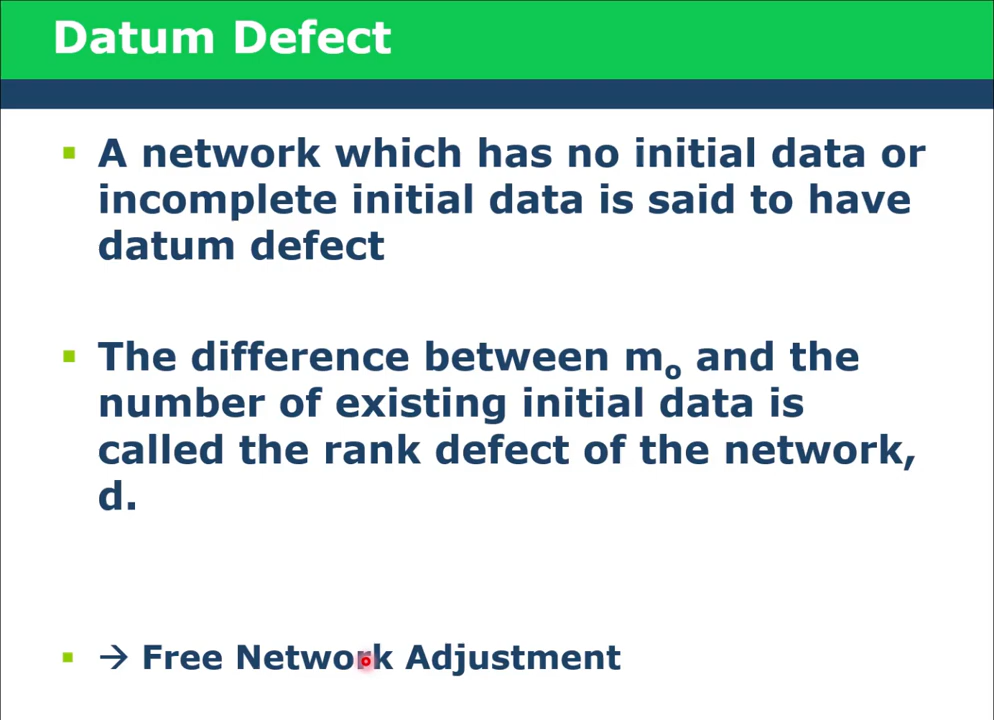 Datum Defect
▪ A network which has no initial data or
incomplete initial data is said to have
datum defect
▪ The difference between mₒ and the
number of existing initial data is
called the rank defect of the network,
d.
▪ → Free Network Adjustment